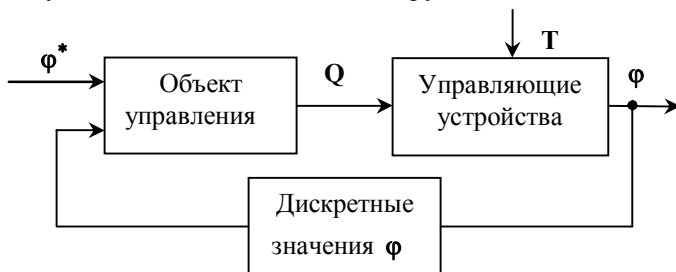 φ*
Объект
управления
Q
T
Управляющие
устройства
φ
Дискретные
значения φ